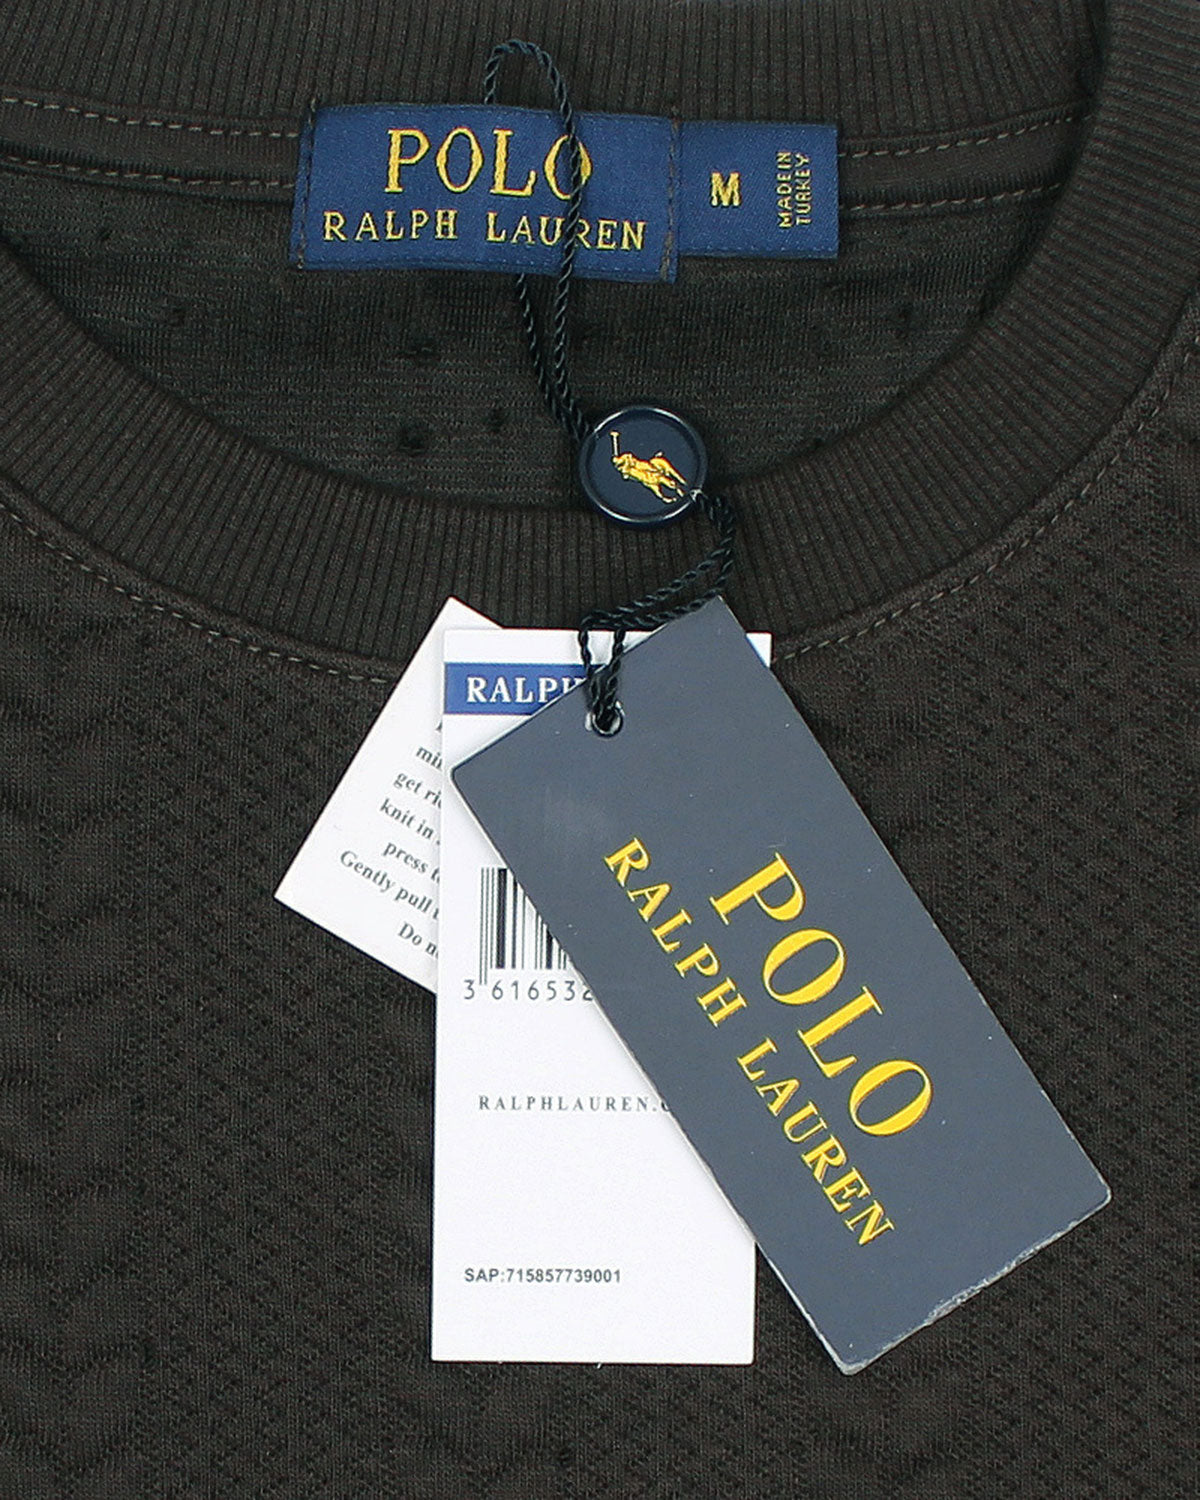 POLO
RALPH LAUREN
M
MADE IN
TURKEY
RALPH
get
knit in
press
Gently pull
Do
3 616532
RALPHLAUREN.
SAP:715857739001
POLO
RALPH LAUREN